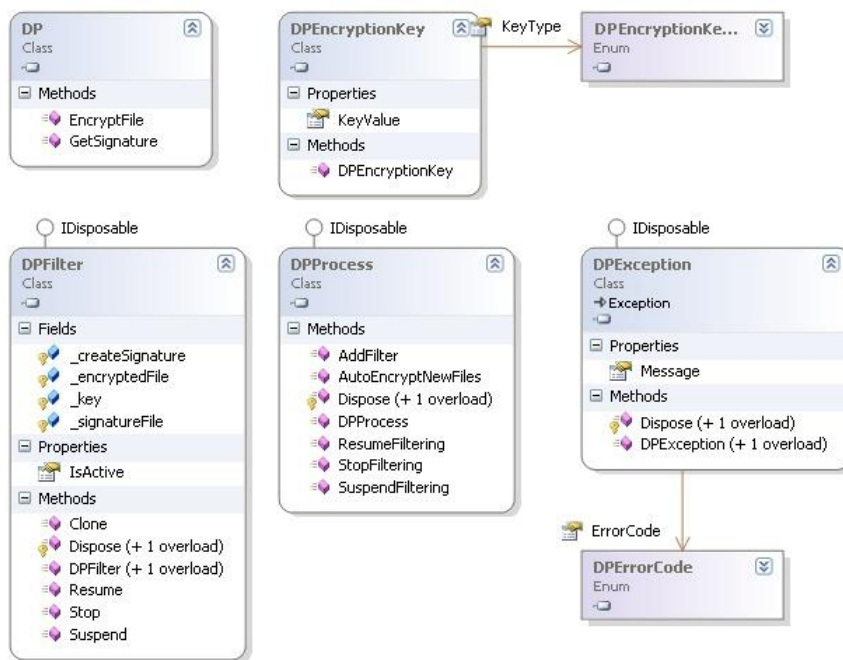 DP
Class
Methods
EncryptFile
GetSignature
DPEncryptionKey
Class
Properties
KeyValue
Methods
DPEncryptionKey
KeyType
DPEncryptionKe...
Enum
IDisposable
DPFilter
Class
Fields
_createSignature
_encryptedFile
_key
_signatureFile
Properties
IsActive
Methods
Clone
Dispose (+ 1 overload)
DPFilter (+ 1 overload)
Resume
Stop
Suspend
IDisposable
DPProcess
Class
Methods
AddFilter
AutoEncryptNewFiles
Dispose (+ 1 overload)
DPProcess
ResumeFiltering
StopFiltering
SuspendFiltering
IDisposable
DPException
Class
Exception
Properties
Message
Methods
Dispose (+ 1 overload)
DPException (+ 1 overload)
ErrorCode
DPErrorCode
Enum